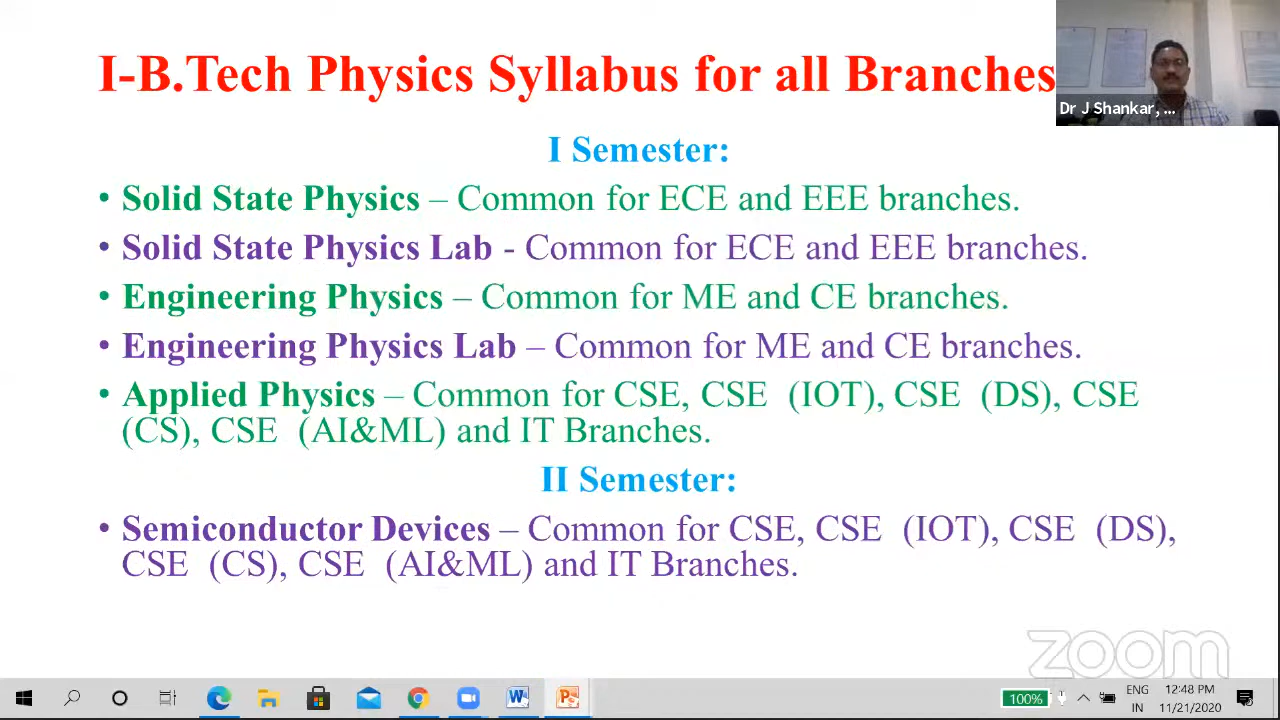 I-B.Tech Physics Syllabus for all Branches
Dr J Shankar, ...
I Semester:
• Solid State Physics – Common for ECE and EEE branches.
• Solid State Physics Lab - Common for ECE and EEE branches.
• Engineering Physics – Common for ME and CE branches.
• Engineering Physics Lab – Common for ME and CE branches.
• Applied Physics – Common for CSE, CSE (IOT), CSE (DS), CSE
(CS), CSE (AI&ML) and IT Branches.
II Semester:
• Semiconductor Devices – Common for CSE, CSE (IOT), CSE (DS),
CSE (CS), CSE (AI&ML) and IT Branches.
zoom
100%
ENG
IN
12:48 PM
11/21/2020